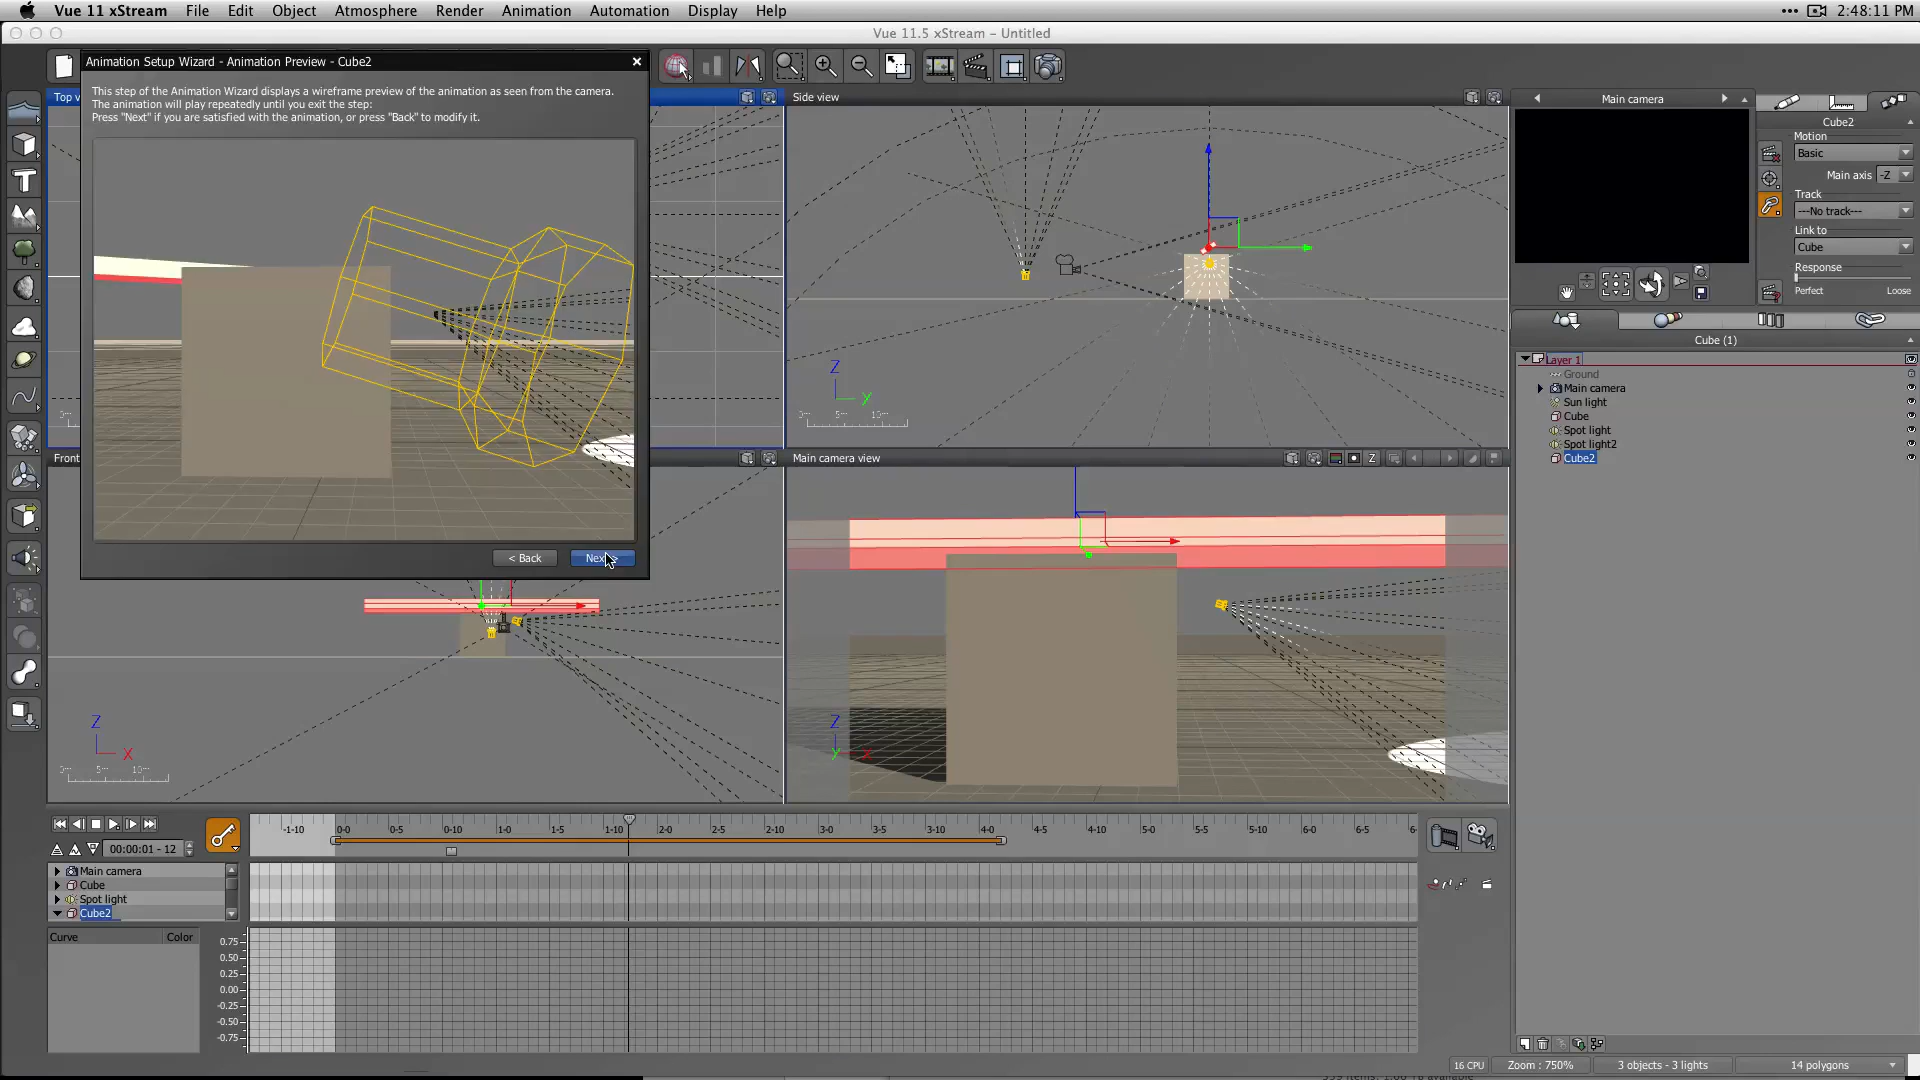 Vue 11 xStream File Edit Object Atmosphere Render Animation Automation Display Help
••• 2:48:11 PM
Vue 11.5 xStream - Untitled
Animation Setup Wizard - Animation Preview - Cube2
This step of the Animation Wizard displays a wireframe preview of the animation as seen from the camera.
The animation will play repeatedly until you exit the step:
Press "Next" if you are satisfied with the animation, or press "Back" to modify it.
< Back
Top v
Side view
Z
y
0 5 10
Front
Z
X
0 5 10
Main camera view
Z
Z
y x
Main camera
Cube2
Motion
Basic
Main axis -Z
Track
---No track---
Link to
Cube
Response
Perfect Loose
Cube (1)
Layer 1
Ground
Main camera
Sun light
Cube
Spot light
Spot light2
Cube2
00:00:01 - 12
-1-10 0-0 0-5 0-10 1-0 1-5 1-10 2-0 2-5 2-10 3-0 3-5 3-10 4-0 4-5 4-10 5-0 5-5 5-10 6-0 6-5 6-
Main camera
Cube
Spot light
Cube2
Curve Color
0.75
0.50
0.25
0.00
-0.25
-0.50
-0.75
16 CPU Zoom : 750% 3 objects - 3 lights 14 polygons